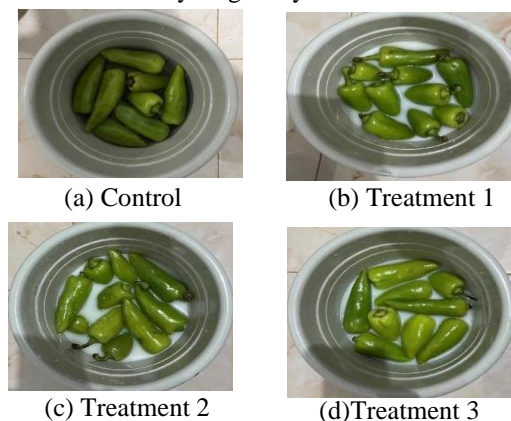 (a) Control
(b) Treatment 1
(c) Treatment 2
(d)Treatment 3